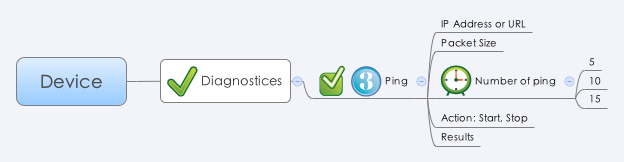 Device
Diagnostices
3 Ping
IP Address or URL
Packet Size
Number of ping
5
10
15
Action: Start, Stop
Results